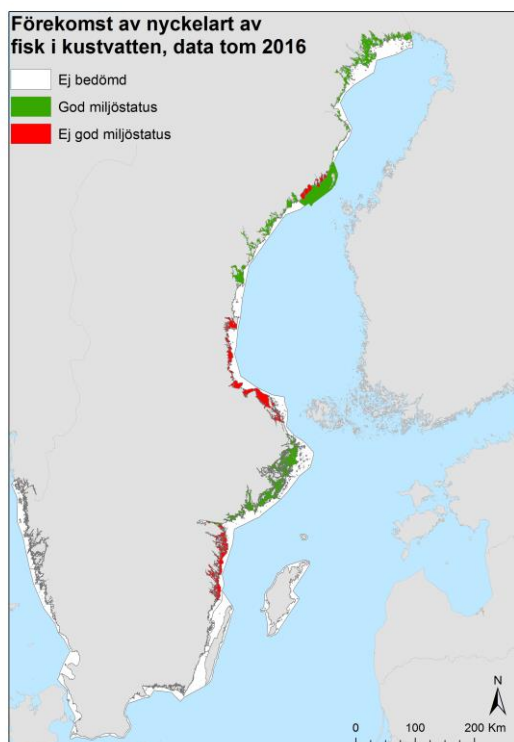 Förekomst av nyckelart av
fisk i kustvatten, data tom 2016
Ej bedömd
God miljöstatus
Ej god miljöstatus
N
0 100 200 Km